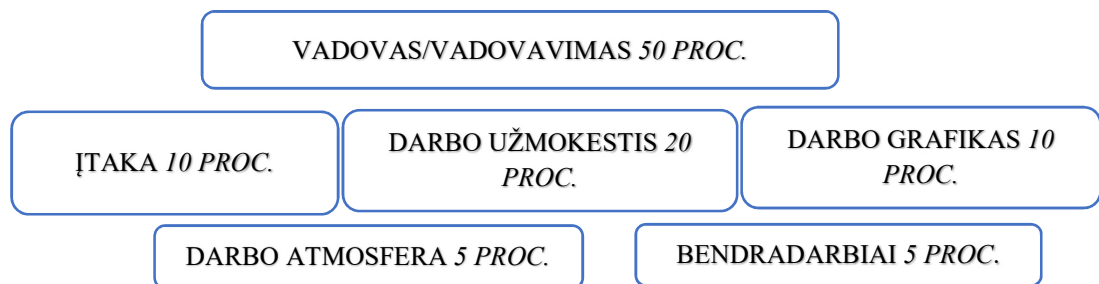 VADOVAS/VADOVAVIMAS 50 PROC.
ĮTAKA 10 PROC.
DARBO UŽMOKESTIS 20
PROC.
DARBO GRAFIKAS 10
PROC.
DARBO ATMOSFERA 5 PROC.
BENDRADARBIAI 5 PROC.